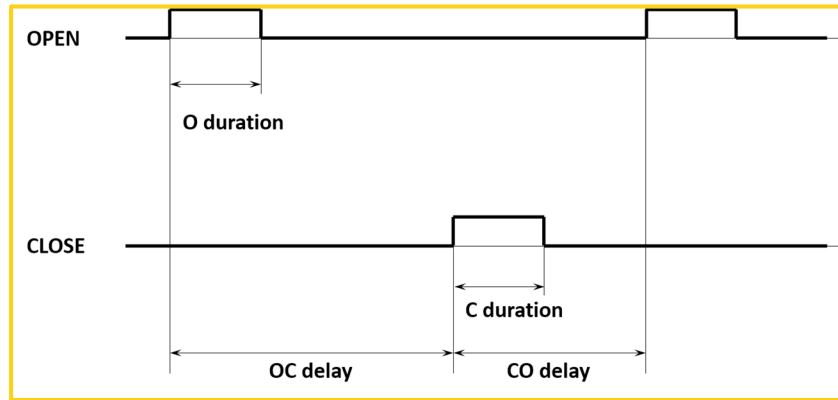 OPEN
O duration
CLOSE
C duration
OC delay
CO delay